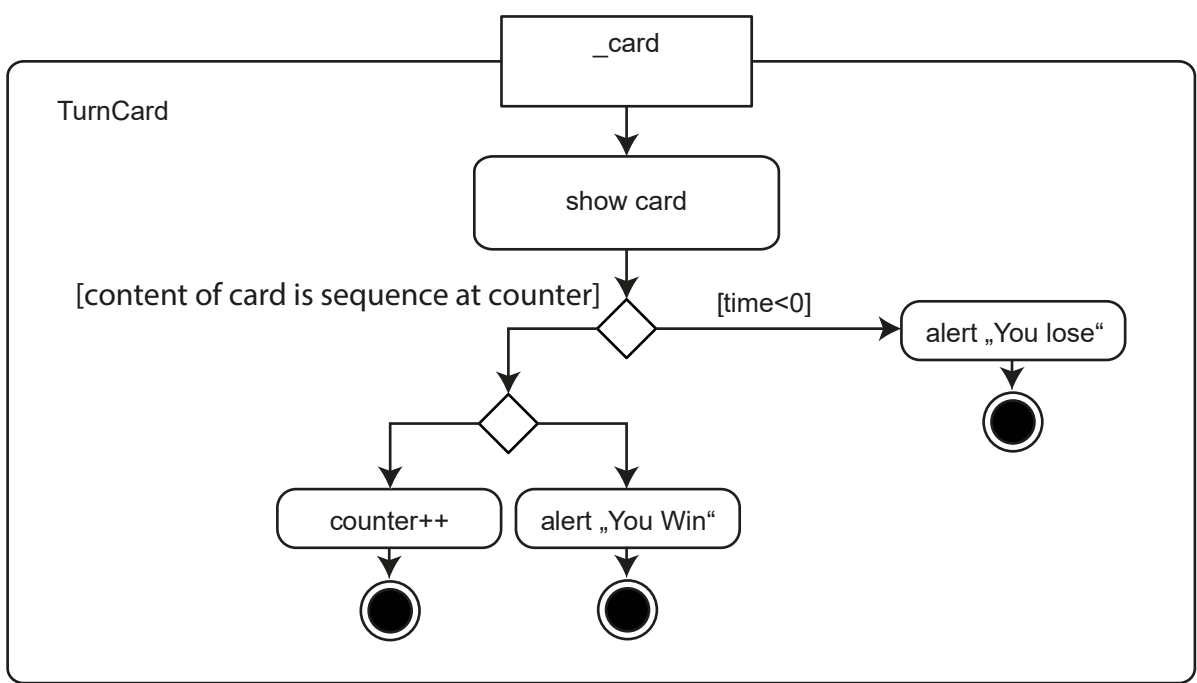 _card
TurnCard
show card
[content of card is sequence at counter]
[time<0]
alert „You lose“
counter++
alert „You Win“